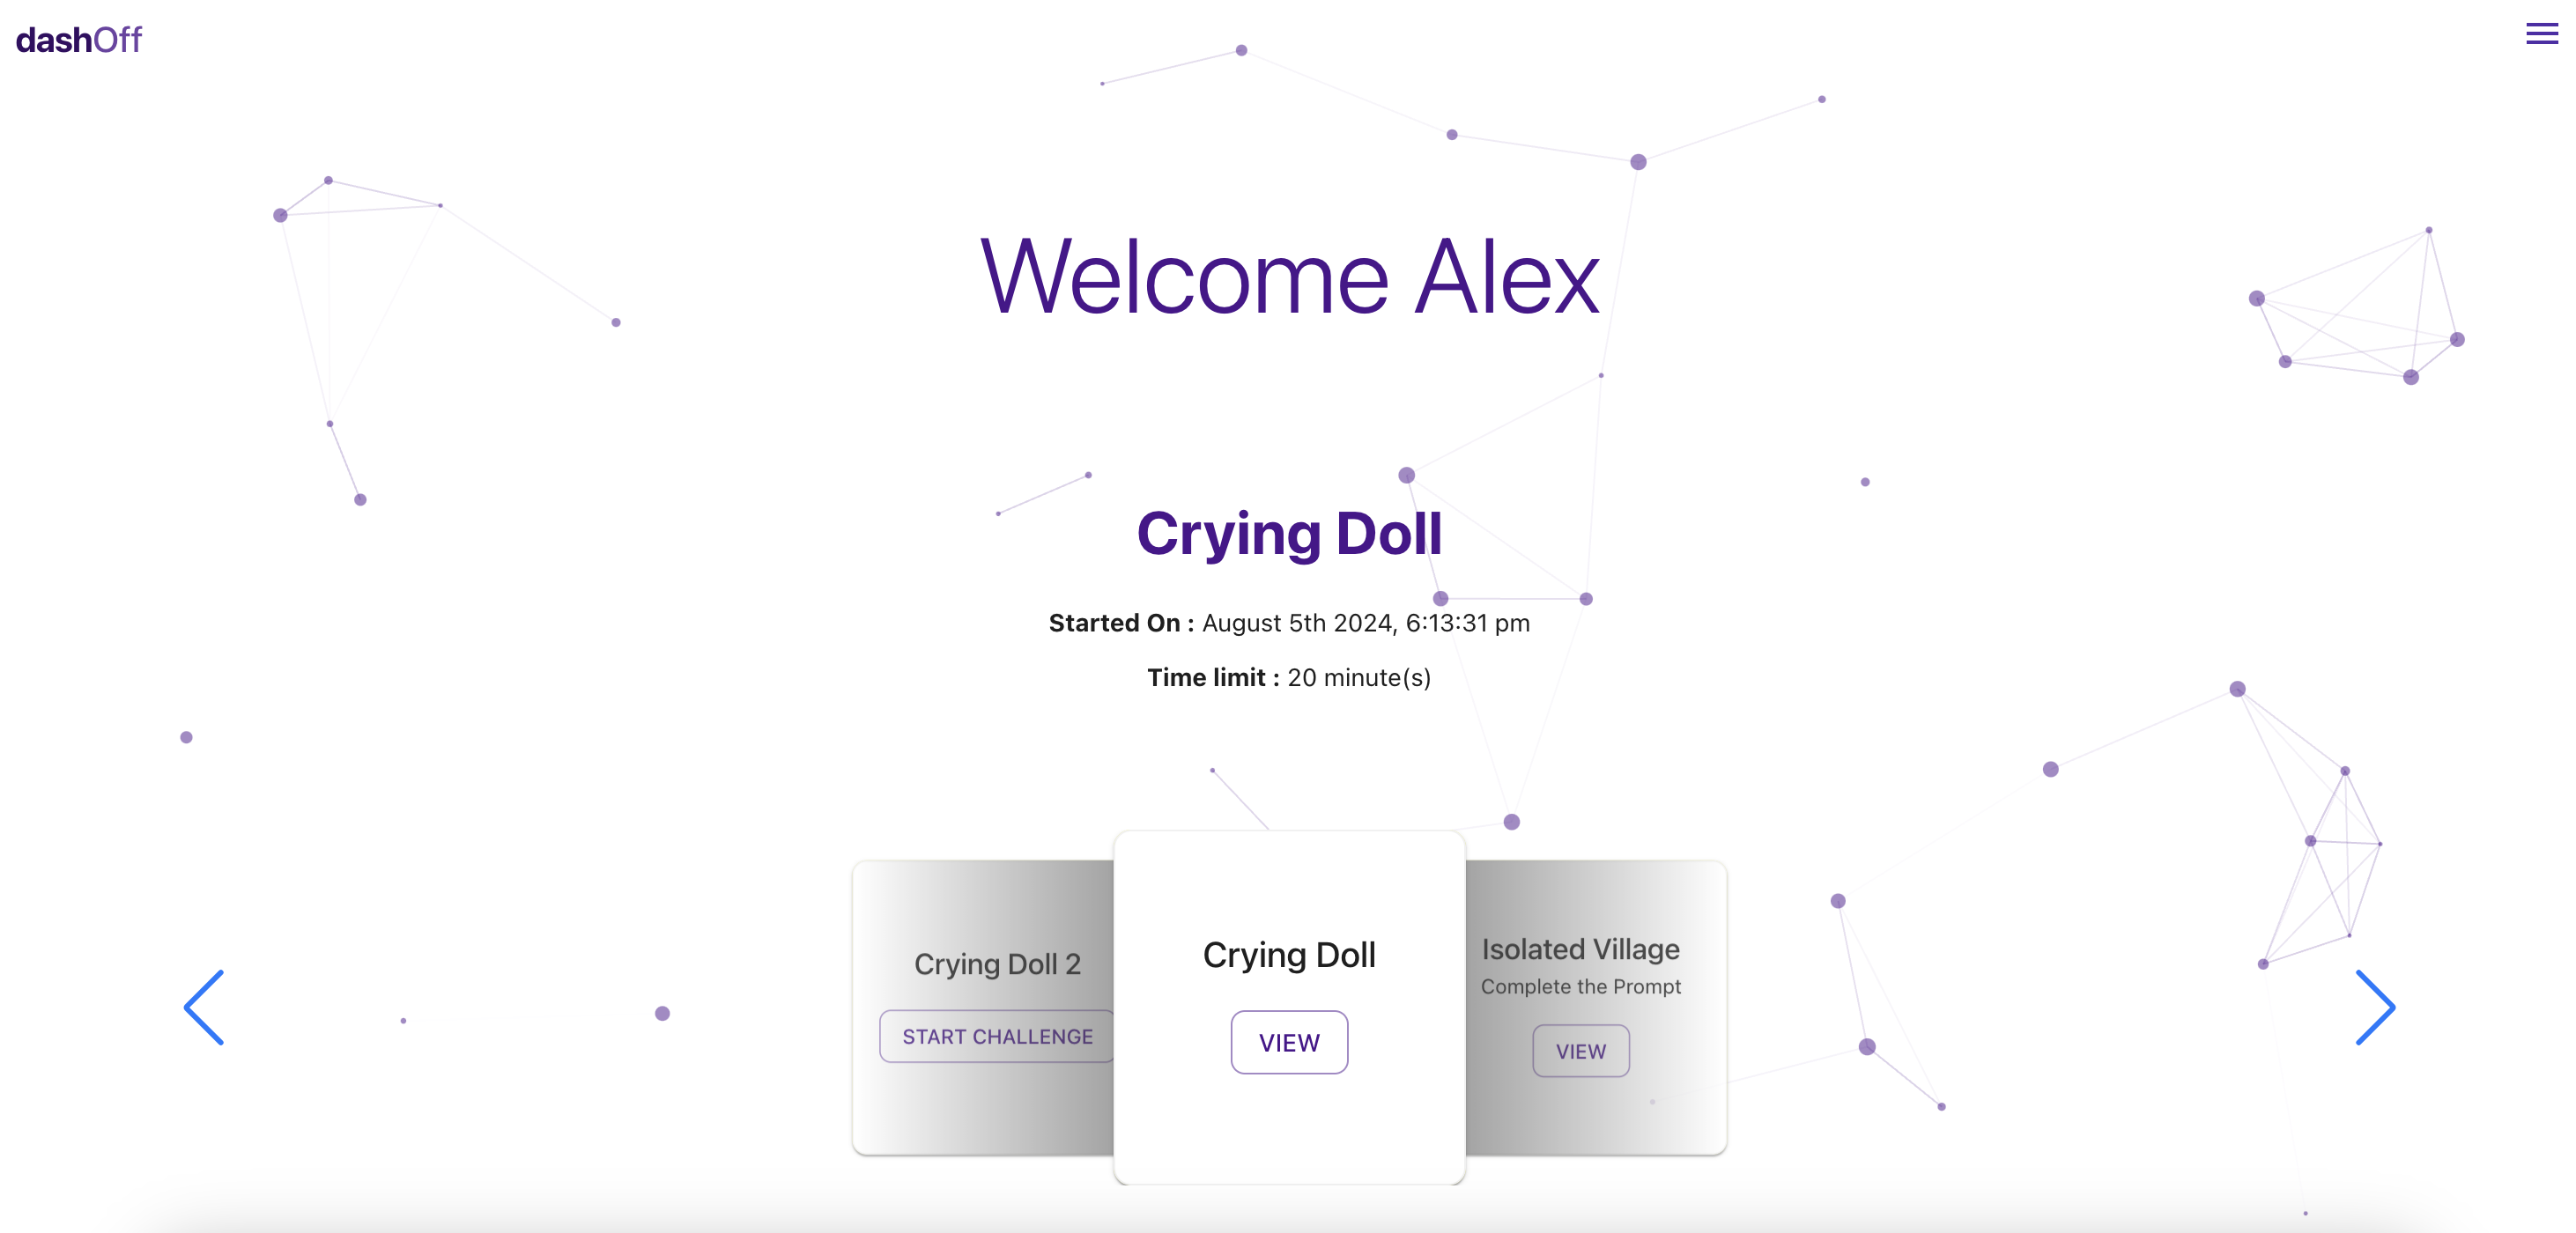 dashOff
Welcome Alex
Crying Doll
Started On : August 5th 2024, 6:13:31 pm
Time limit : 20 minute(s)
Crying Doll 2
START CHALLENGE
Crying Doll
VIEW
Isolated Village
Complete the Prompt
VIEW